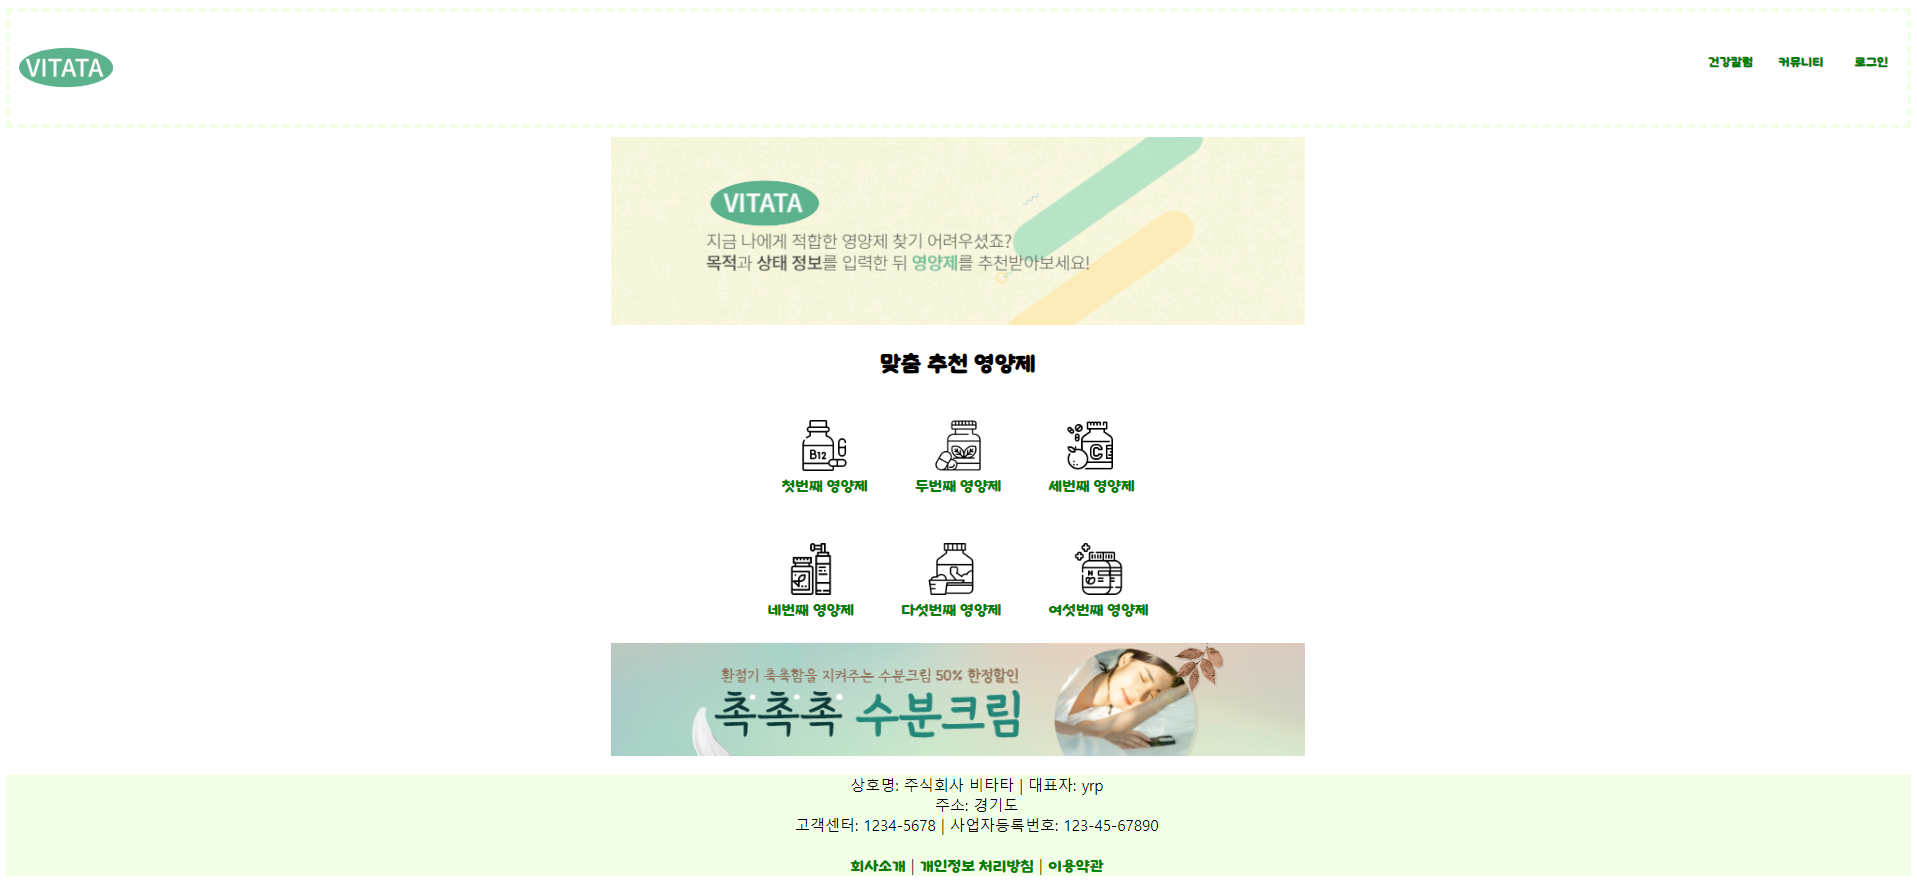 VITATA
건강칼럼 커뮤니티 로그인
VITATA
지금 나에게 적합한 영양제 찾기 어려우셨죠?
목적과 상태 정보를 입력한 뒤 영양제를 추천받아보세요!
맞춤 추천 영양제
B12
CE
첫번째 영양제 두번째 영양제 세번째 영양제
N
네번째 영양제 다섯번째 영양제 여섯번째 영양제
환절기 촉촉함을 지켜주는 수분크림 50% 한정할인
촉촉촉 수분크림
상호명: 주식회사 비타타 | 대표자: yrp
주소: 경기도
고객센터: 1234-5678 | 사업자등록번호: 123-45-67890
회사소개 | 개인정보 처리방침 | 이용약관